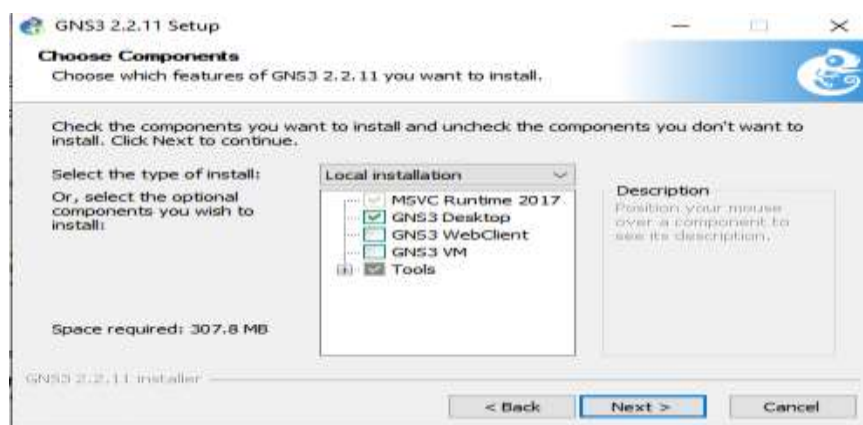 GNS3 2.2.11 Setup
Choose Components
Choose which features of GNS3 2.2.11 you want to install.
Check the components you want to install and uncheck the components you don't want to
install. Click Next to continue.
Select the type of install:
Local installation
Or, select the optional
components you wish to
install:
MSVC Runtime 2017
GNS3 Desktop
GNS3 WebClient
GNS3 VM
Tools
Description
Position your mouse
over a component to
see its description.
Space required: 307.8 MB
GNS3 2.2.11 installer
< Back
Next >
Cancel